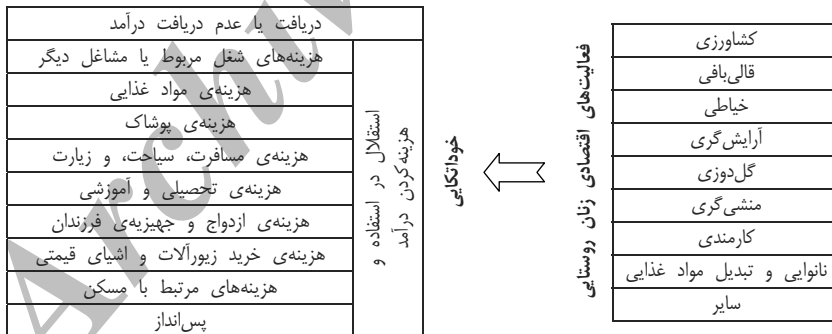 فعالیت‌های اقتصادی زنان روستایی
کشاورزی
قالی‌بافی
خیاطی
آرایش‌گری
گل‌دوزی
منشی‌گری
کارمندی
نانوایی و تبدیل مواد غذایی
سایر
خوداتکایی
دریافت یا عدم دریافت درآمد
استقلال در استفاده و
هزینه کردن درآمد
هزینه‌های شغل مربوط یا مشاغل دیگر
هزینه‌ی مواد غذایی
هزینه‌ی پوشاک
هزینه‌ی مسافرت، سیاحت، و زیارت
هزینه‌ی تحصیلی و آموزشی
هزینه‌ی ازدواج و جهیزیه‌ی فرزندان
هزینه‌ی خرید زیورآلات و اشیای قیمتی
هزینه‌های مرتبط با مسکن
پس‌انداز
Archiv